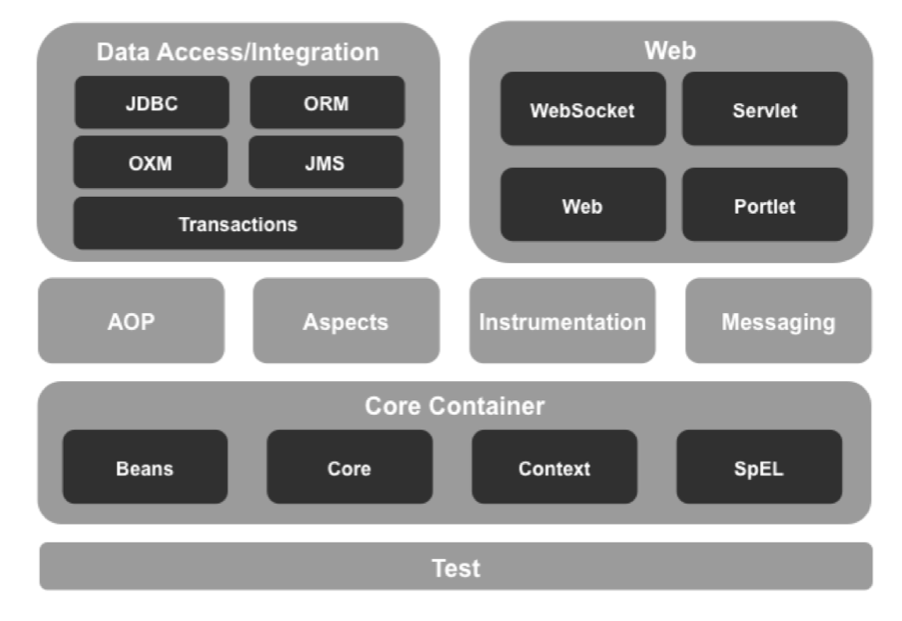 Data Access/Integration
JDBC
ORM
OXM
JMS
Transactions
Web
WebSocket
Servlet
Web
Portlet
AOP
Aspects
Instrumentation
Messaging
Core Container
Beans
Core
Context
SpEL
Test